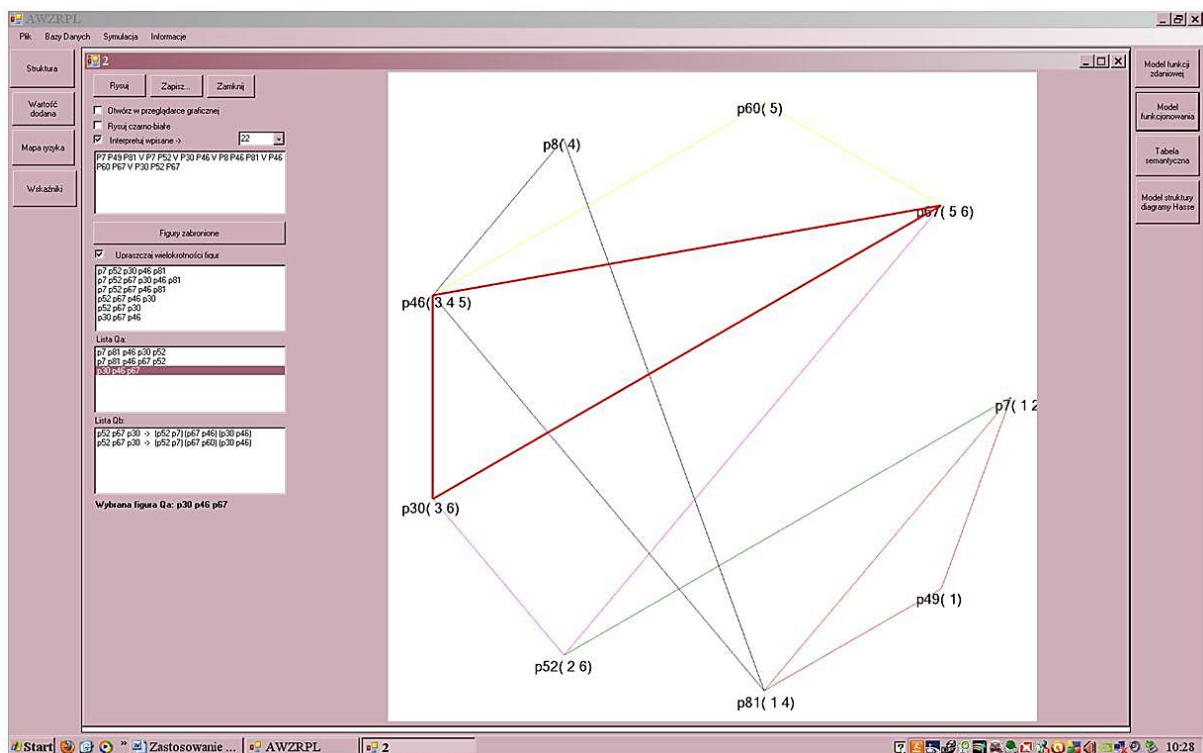 AWZRPL
Plik Bazy Danych Symulacja Informacje
2
Struktura
Wartość
dodana
Mapa ryzyka
Wskaźniki
Rysuj Zapisz... Zamknij
Otwórz w przeglądarce graficznej
Rysuj czarno-białe
Interpretuj wpisane -> 22
P7 P49 P81 V P7 P52 V P30 P46 V P8 P46 P81 V P46
P60 P67 V P30 P52 P67
Figury zabronione
Upraszczaj wielokrotności figur
p7 p52 p30 p46 p81
p7 p52 p67 p30 p46 p81
p7 p52 p67 p46 p81
p52 p67 p46 p30
p52 p67 p30
p30 p67 p46
Lista Qa:
p7 p81 p46 p30 p52
p7 p81 p46 p67 p52
p30 p46 p67
Lista Qb:
p52 p67 p30 -> (p52 p7) (p67 p46) (p30 p46)
p52 p67 p30 -> (p52 p7) (p67 p60) (p30 p46)
Wybrana figura Qa: p30 p46 p67
p60( 5)
p8( 4)
p67( 5 6)
p46( 3 4 5)
p7( 1 2
p30( 3 6)
p49( 1)
p52( 2 6)
p81( 1 4)
Model funkcji
zdaniowej
Model
funkcjonowania
Tabela
semantyczna
Model struktury
diagramy Hasse
Start » Zastosowanie ... AWZRPL 2 10:28